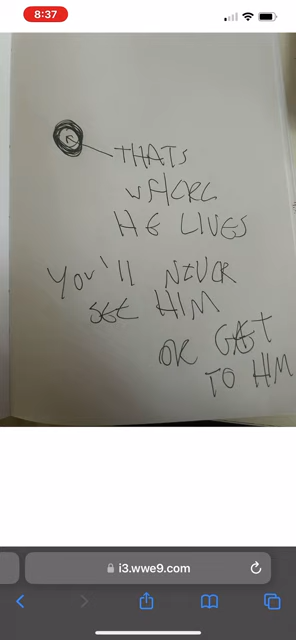 8:37
THATS
WHERE
HE LIVES
YOU'll NEVER
SEE HIM
OR GET
TO HIM
i3.wwe9.com